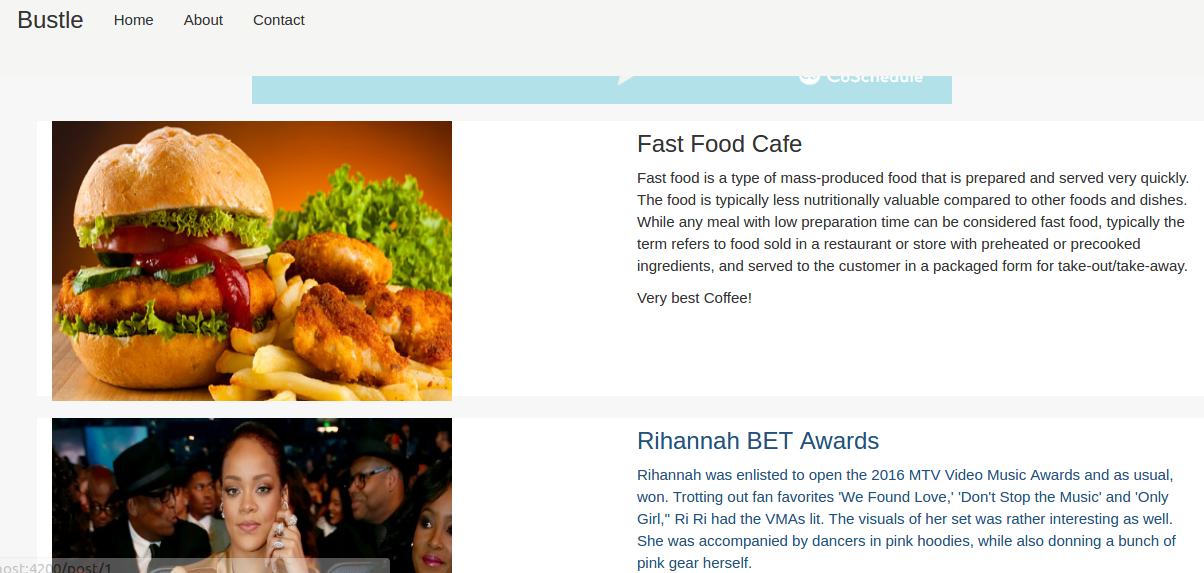 Bustle Home About Contact
CoSchedule
Fast Food Cafe
Fast food is a type of mass-produced food that is prepared and served very quickly.
The food is typically less nutritionally valuable compared to other foods and dishes.
While any meal with low preparation time can be considered fast food, typically the
term refers to food sold in a restaurant or store with preheated or precooked
ingredients, and served to the customer in a packaged form for take-out/take-away.
Very best Coffee!
Rihannah BET Awards
Rihannah was enlisted to open the 2016 MTV Video Music Awards and as usual,
won. Trotting out fan favorites 'We Found Love,' 'Don't Stop the Music' and 'Only
Girl," Ri Ri had the VMAs lit. The visuals of her set was rather interesting as well.
She was accompanied by dancers in pink hoodies, while also donning a bunch of
pink gear herself.
ost:4200/post/1